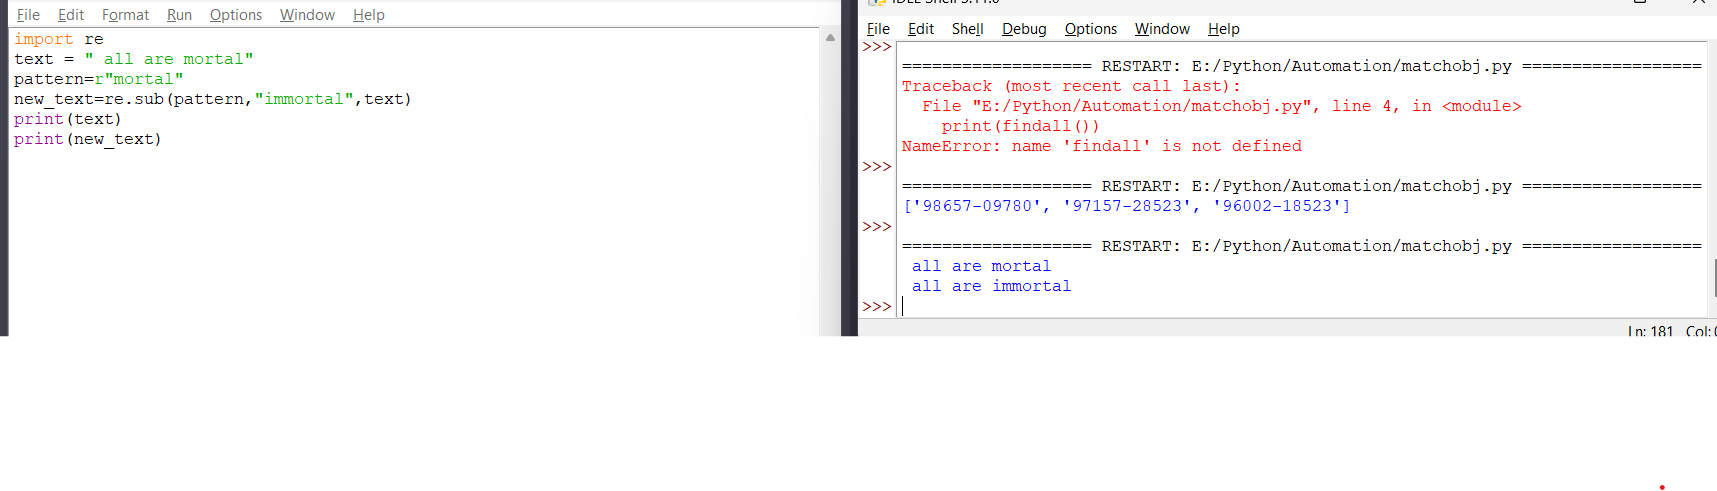 File Edit Format Run Options Window Help
import re
text = " all are mortal"
pattern=r"mortal"
new_text=re.sub(pattern,"immortal",text)
print(text)
print(new_text)
File Edit Shell Debug Options Window Help
>>>
=================== RESTART: E:/Python/Automation/matchobj.py ==================
Traceback (most recent call last):
  File "E:/Python/Automation/matchobj.py", line 4, in <module>
    print(findall())
NameError: name 'findall' is not defined
>>>
=================== RESTART: E:/Python/Automation/matchobj.py ==================
['98657-09780', '97157-28523', '96002-18523']
>>>
=================== RESTART: E:/Python/Automation/matchobj.py ==================
 all are mortal
 all are immortal
>>>
Ln: 181 Col: